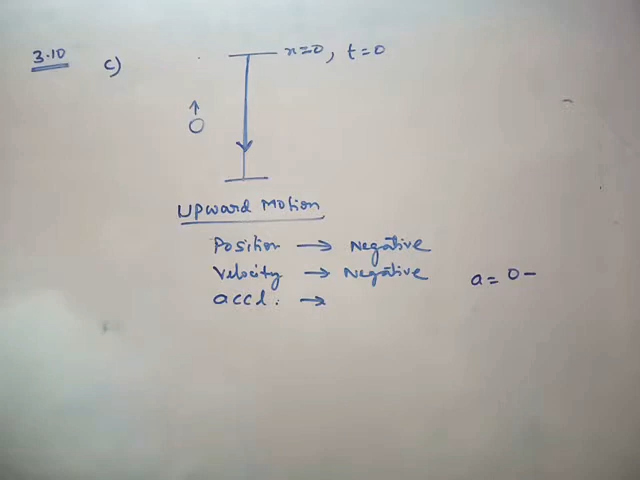 3.10
c)
x=0, t=0
Upward Motion
Position → Negative
Velocity → Negative
a = 0 -
accl. →